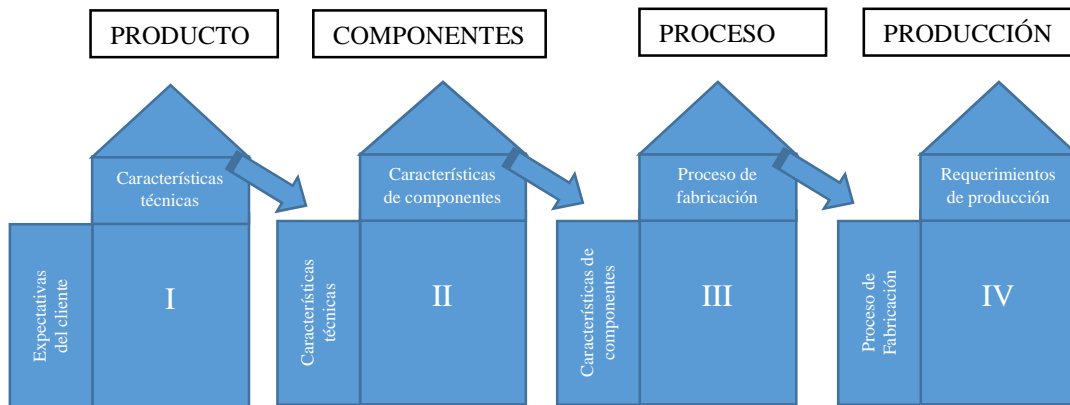 PRODUCTO
COMPONENTES
PROCESO
PRODUCCIÓN
Características
técnicas
Características
de componentes
Proceso de
fabricación
Requerimientos
de producción
Expectativas
del cliente
I
Características
técnicas
II
Características de
componentes
III
Proceso de
Fabricación
IV